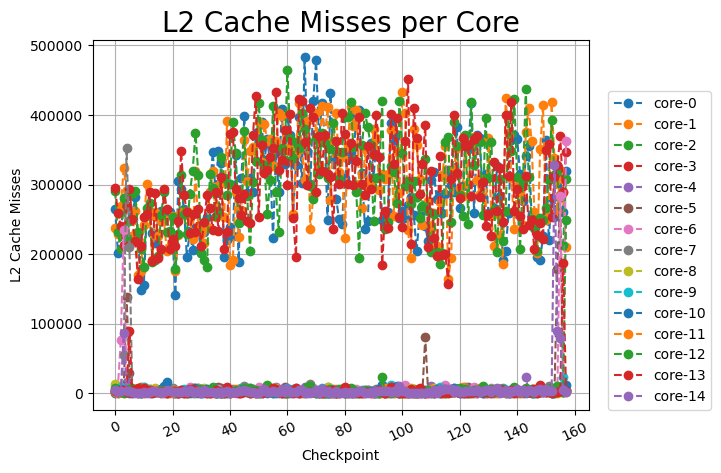 L2 Cache Misses per Core
500000
400000
300000
200000
100000
0
L2 Cache Misses
0
20
40
60
80
100
120
140
160
Checkpoint
core-0
core-1
core-2
core-3
core-4
core-5
core-6
core-7
core-8
core-9
core-10
core-11
core-12
core-13
core-14